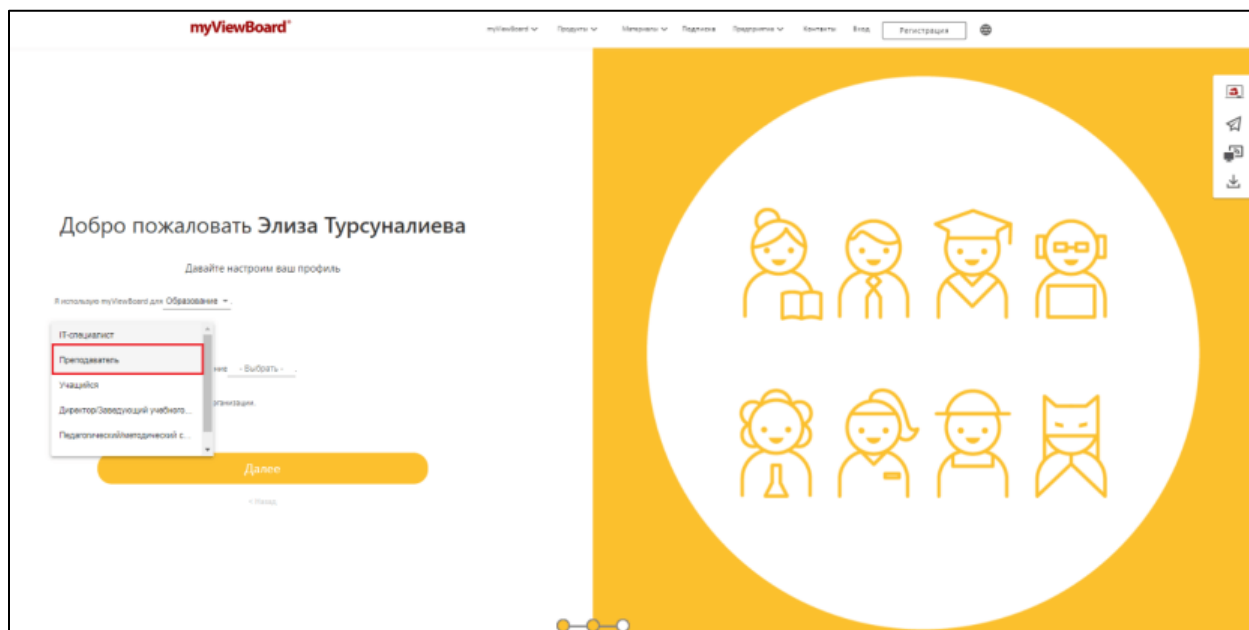 myViewBoard
myViewBoard Продукты Материалы Подписка Предприятие Контакты Вход Регистрация
Добро пожаловать Элиза Турсуналиева
Давайте настроим ваш профиль
Я использую myViewBoard для Образование .
IT-специалист
Преподаватель
ние - Выбрать - .
Учащийся
организации.
Директор/Заведующий учебного...
Педагогический/методический с...
Далее
< Назад